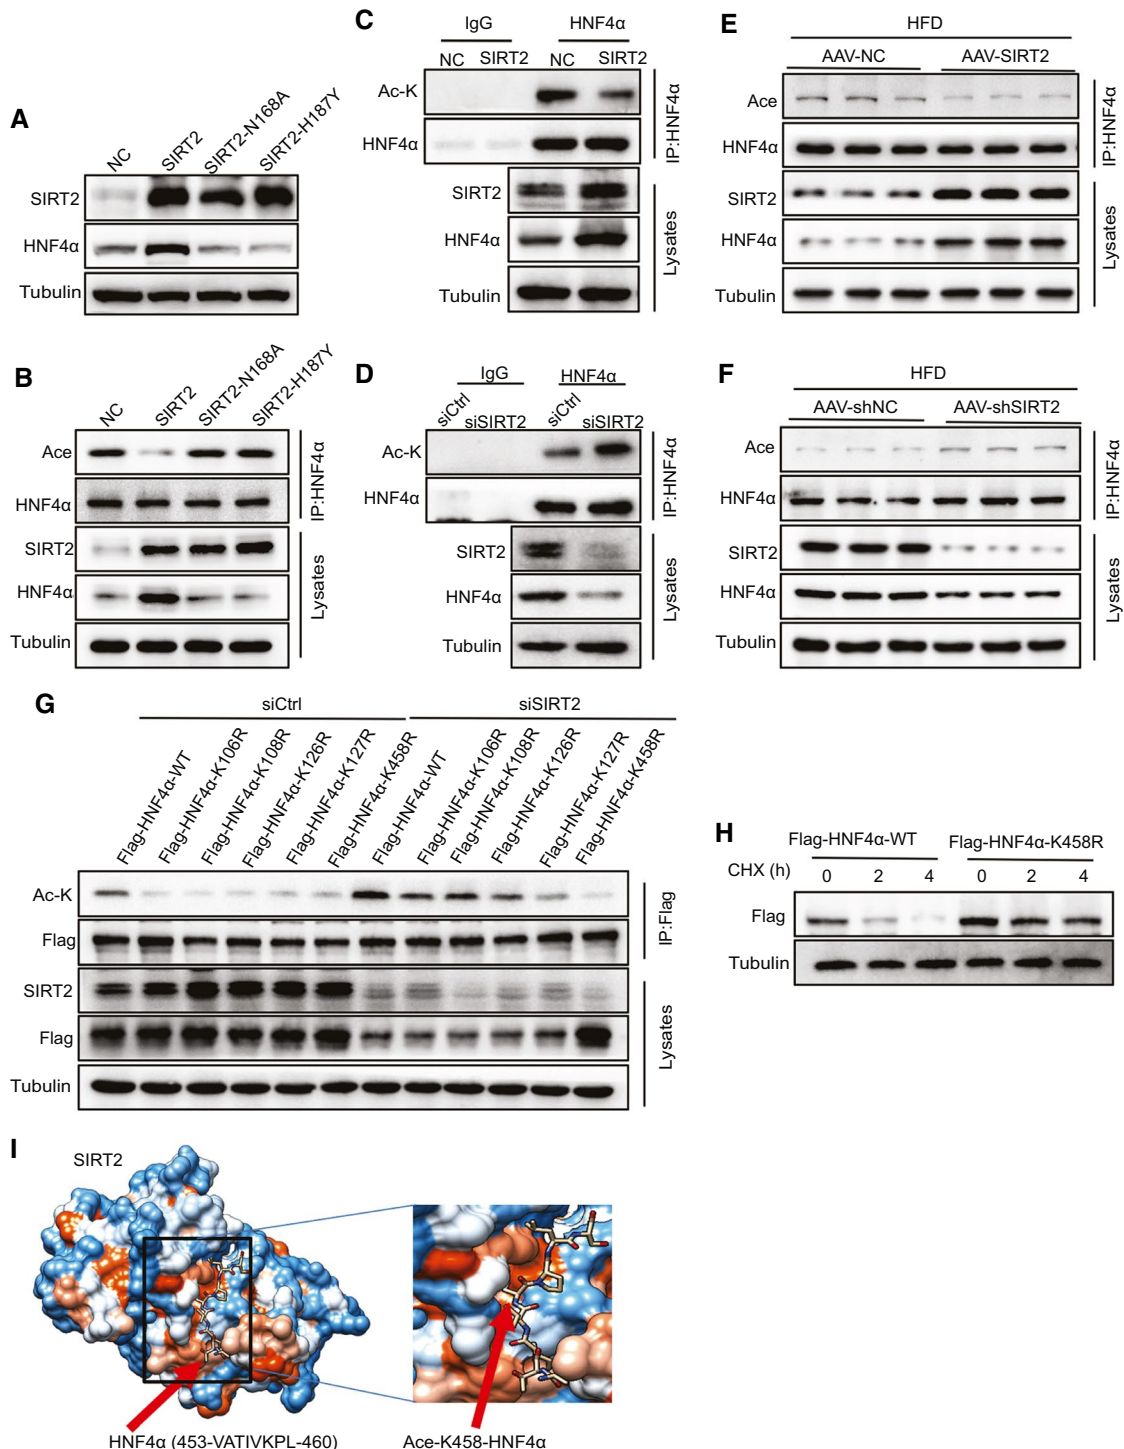 A
NC
SIRT2
SIRT2-N168A
SIRT2-H187Y
SIRT2
HNF4α
Tubulin
B
NC
SIRT2
SIRT2-N168A
SIRT2-H187Y
Ace
HNF4α
IP:HNF4α
SIRT2
HNF4α
Tubulin
Lysates
C
IgG
HNF4α
NC SIRT2 NC SIRT2
Ac-K
HNF4α
IP:HNF4α
SIRT2
HNF4α
Tubulin
Lysates
D
IgG
HNF4α
siCtrl
siSIRT2
siCtrl
siSIRT2
Ac-K
HNF4α
IP:HNF4α
SIRT2
HNF4α
Tubulin
Lysates
E
HFD
AAV-NC AAV-SIRT2
Ace
HNF4α
IP:HNF4α
SIRT2
HNF4α
Tubulin
Lysates
F
HFD
AAV-shNC AAV-shSIRT2
Ace
HNF4α
IP:HNF4α
SIRT2
HNF4α
Tubulin
Lysates
G
siCtrl siSIRT2
Flag-HNF4α-WT
Flag-HNF4α-K106R
Flag-HNF4α-K108R
Flag-HNF4α-K126R
Flag-HNF4α-K127R
Flag-HNF4α-K458R
Flag-HNF4α-WT
Flag-HNF4α-K106R
Flag-HNF4α-K108R
Flag-HNF4α-K126R
Flag-HNF4α-K127R
Flag-HNF4α-K458R
Ac-K
Flag
IP:Flag
SIRT2
Flag
Tubulin
Lysates
H
Flag-HNF4α-WT Flag-HNF4α-K458R
CHX (h) 0 2 4 0 2 4
Flag
Tubulin
I
SIRT2
HNF4α (453-VATIVKPL-460)
Ace-K458-HNF4α